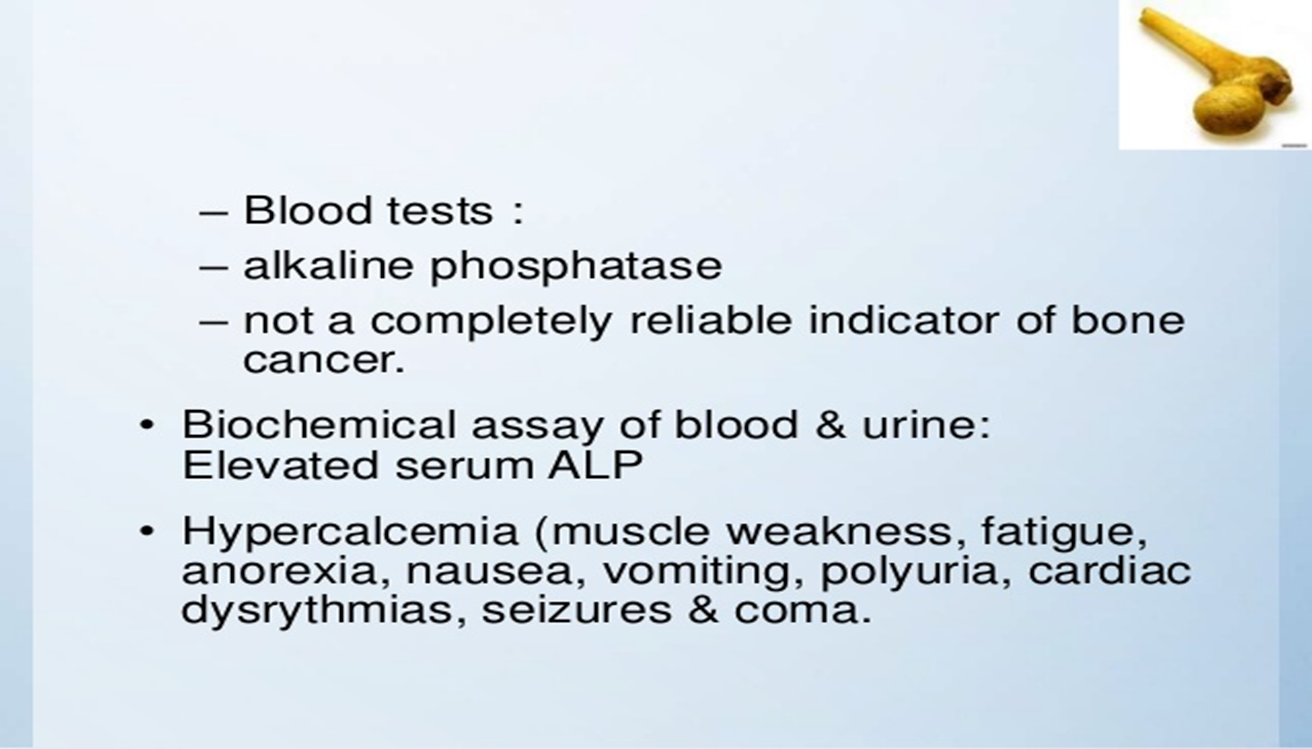 – Blood tests :
– alkaline phosphatase
– not a completely reliable indicator of bone
cancer.
• Biochemical assay of blood & urine:
Elevated serum ALP
• Hypercalcemia (muscle weakness, fatigue,
anorexia, nausea, vomiting, polyuria, cardiac
dysrythmias, seizures & coma.